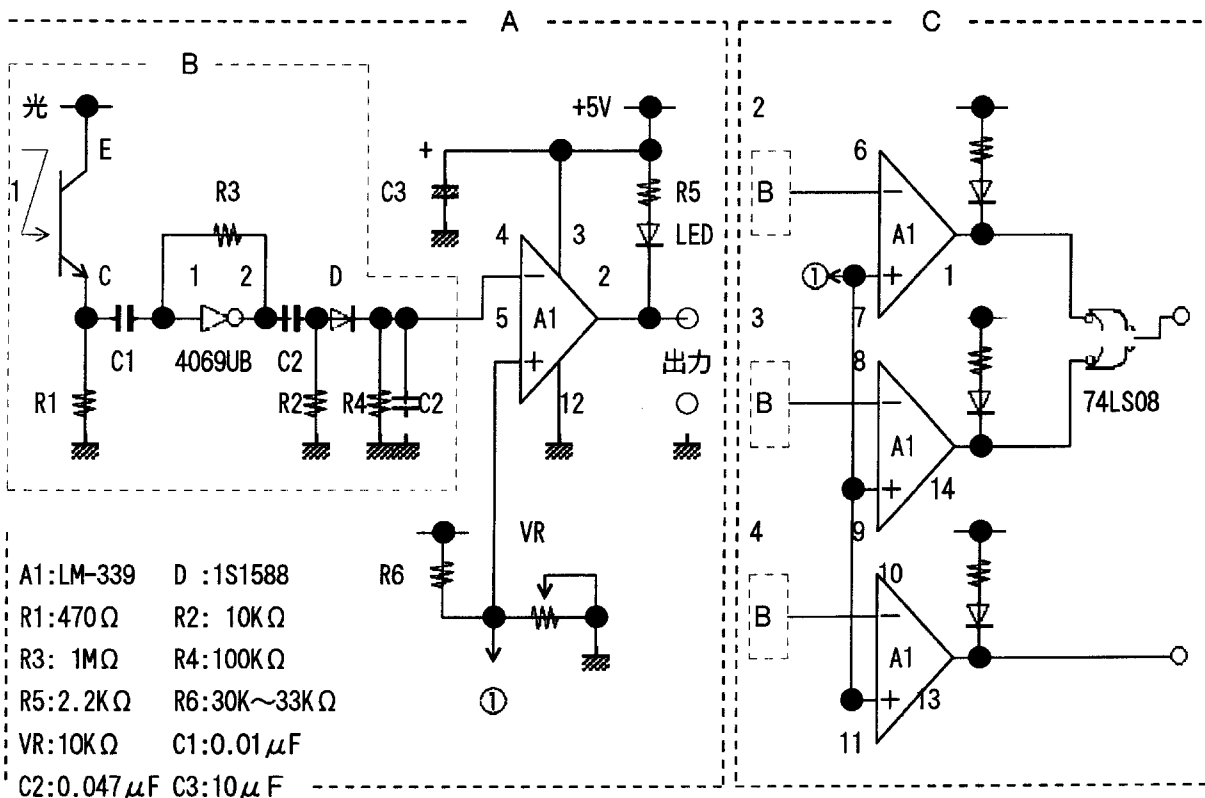 A
C
B
光
+5V
2
E
+
6
1
R3
C3
R5
B
−
4
3
LED
A1
C
1
2
D
−
2
①
+
1
5
A1
3
7
C1
4069UB
C2
+
出力
8
R1
R2
R4
C2
12
B
−
74LS08
A1
+
14
VR
4
9
A1:LM-339
D :1S1588
R6
10
R1:470Ω
R2: 10KΩ
B
−
R3: 1MΩ
R4:100KΩ
A1
R5:2.2KΩ
R6:30K〜33KΩ
①
+
13
VR:10KΩ
C1:0.01μF
11
C2:0.047μF
C3:10μF